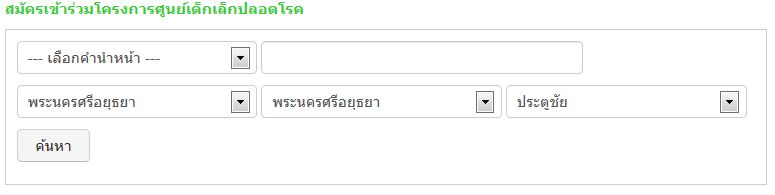 สมัครเข้าร่วมโครงการศูนย์เด็กเล็กปลอดโรค
--- เลือกคำนำหน้า ---
พระนครศรีอยุธยา พระนครศรีอยุธยา ประตูชัย
ค้นหา